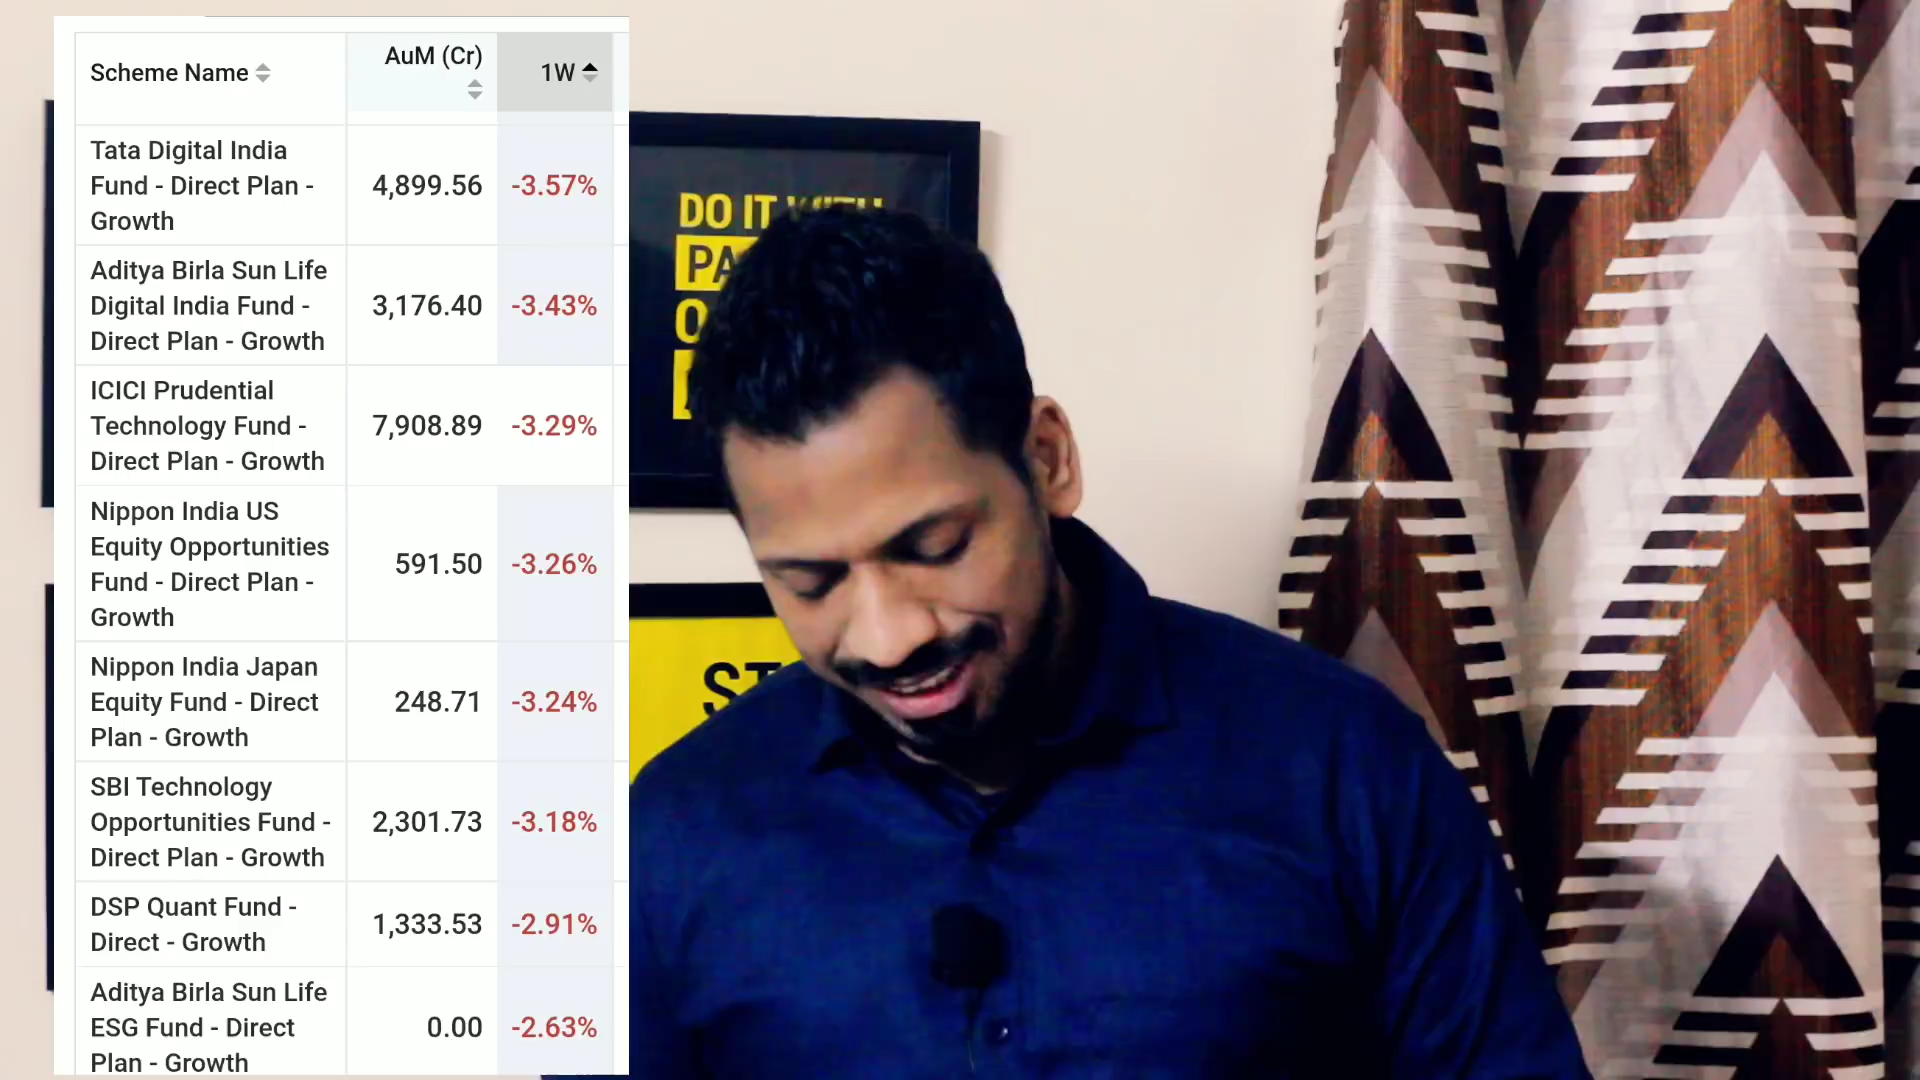 Scheme Name
AuM (Cr)
1W
Tata Digital India
Fund - Direct Plan -
Growth
4,899.56
-3.57%
Aditya Birla Sun Life
Digital India Fund -
Direct Plan - Growth
3,176.40
-3.43%
ICICI Prudential
Technology Fund -
Direct Plan - Growth
7,908.89
-3.29%
Nippon India US
Equity Opportunities
Fund - Direct Plan -
Growth
591.50
-3.26%
Nippon India Japan
Equity Fund - Direct
Plan - Growth
248.71
-3.24%
SBI Technology
Opportunities Fund -
Direct Plan - Growth
2,301.73
-3.18%
DSP Quant Fund -
Direct - Growth
1,333.53
-2.91%
Aditya Birla Sun Life
ESG Fund - Direct
Plan - Growth
0.00
-2.63%
DO IT WITH